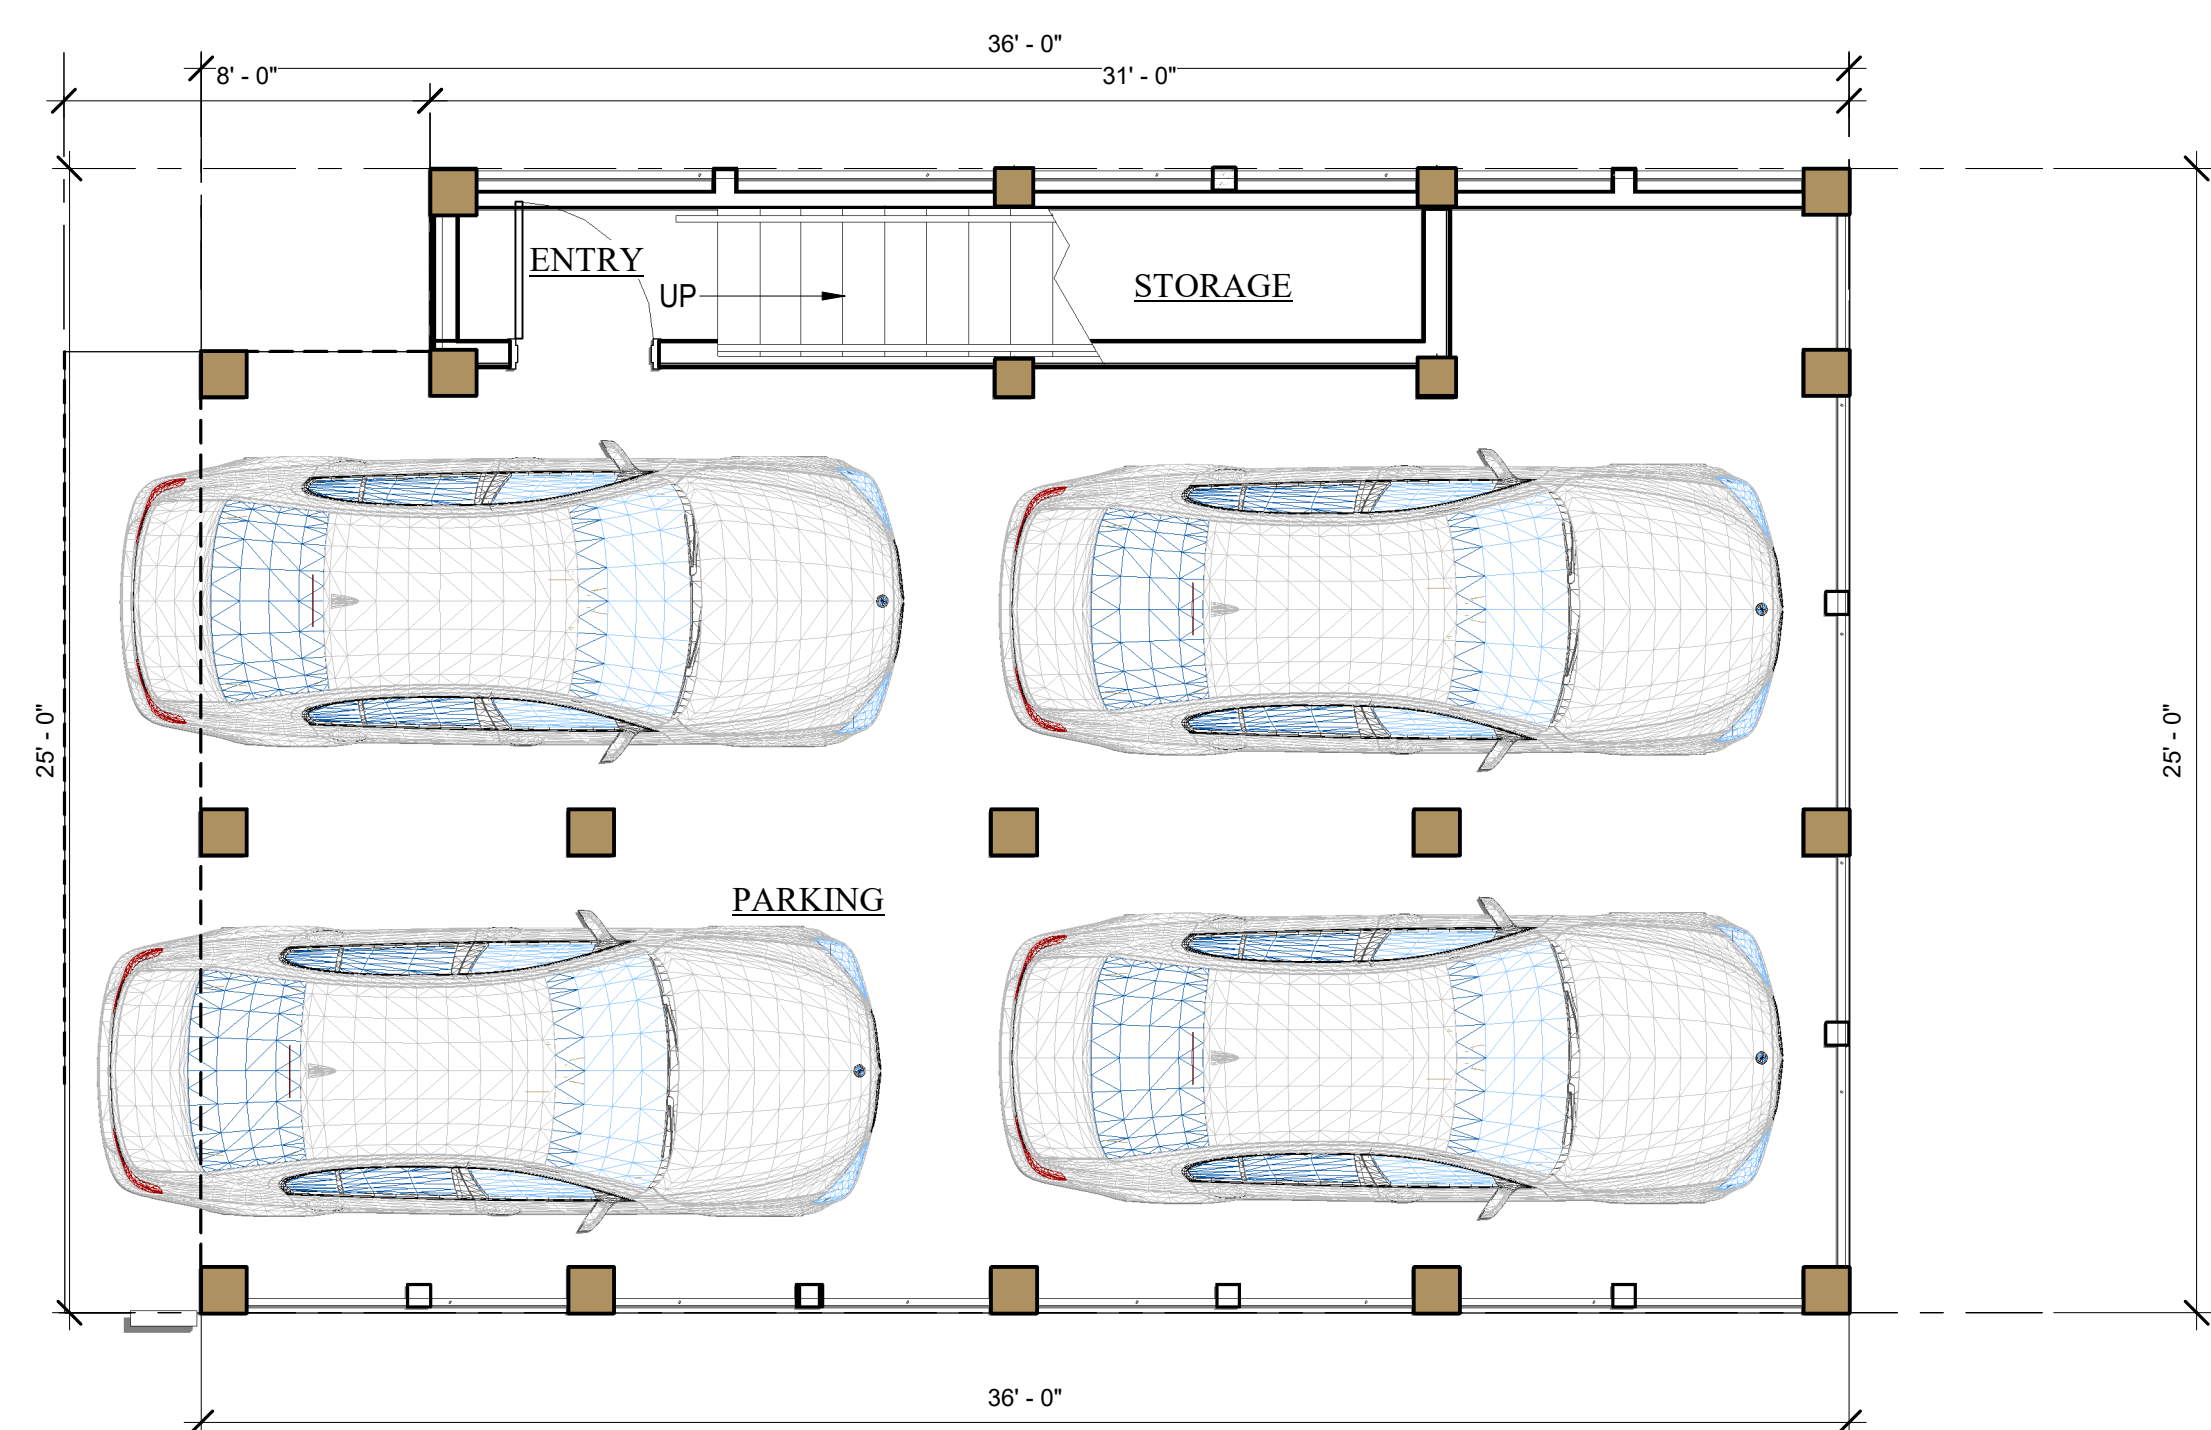 36' - 0"
8' - 0"
31' - 0"
ENTRY
UP
STORAGE
25' - 0"
25' - 0"
PARKING
36' - 0"